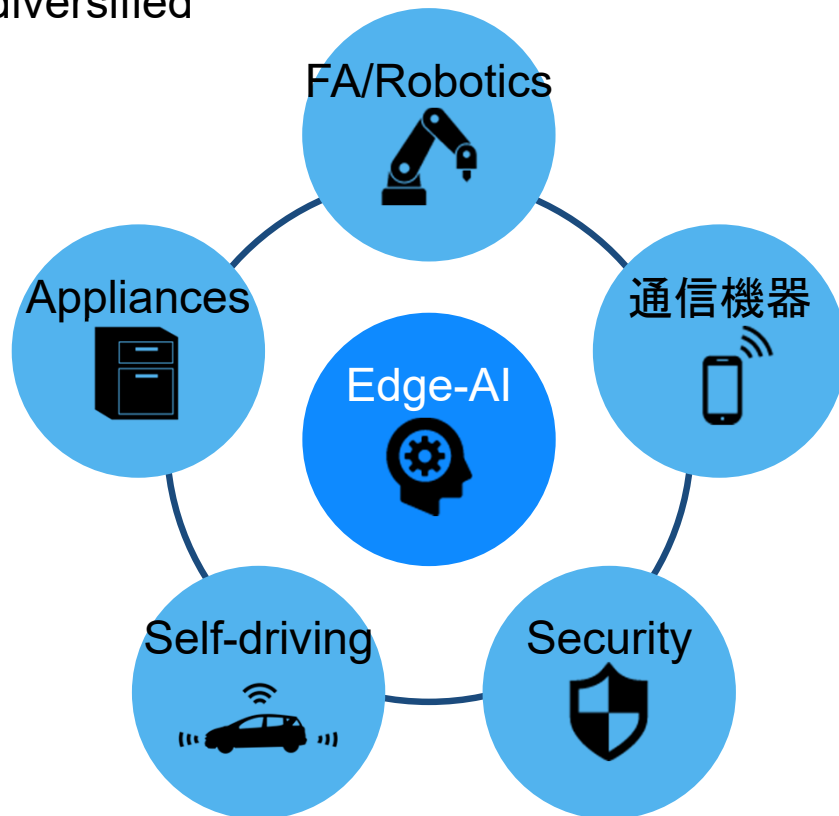 diversified
FA/Robotics
Appliances
通信機器
Edge-AI
Self-driving
Security